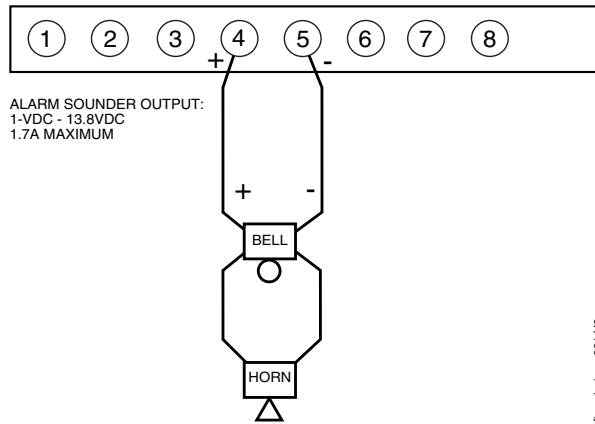 1 2 3 4 5 6 7 8
+ -
ALARM SOUNDER OUTPUT:
1-VDC - 13.8VDC
1.7A MAXIMUM
+ -
BELL
HORN